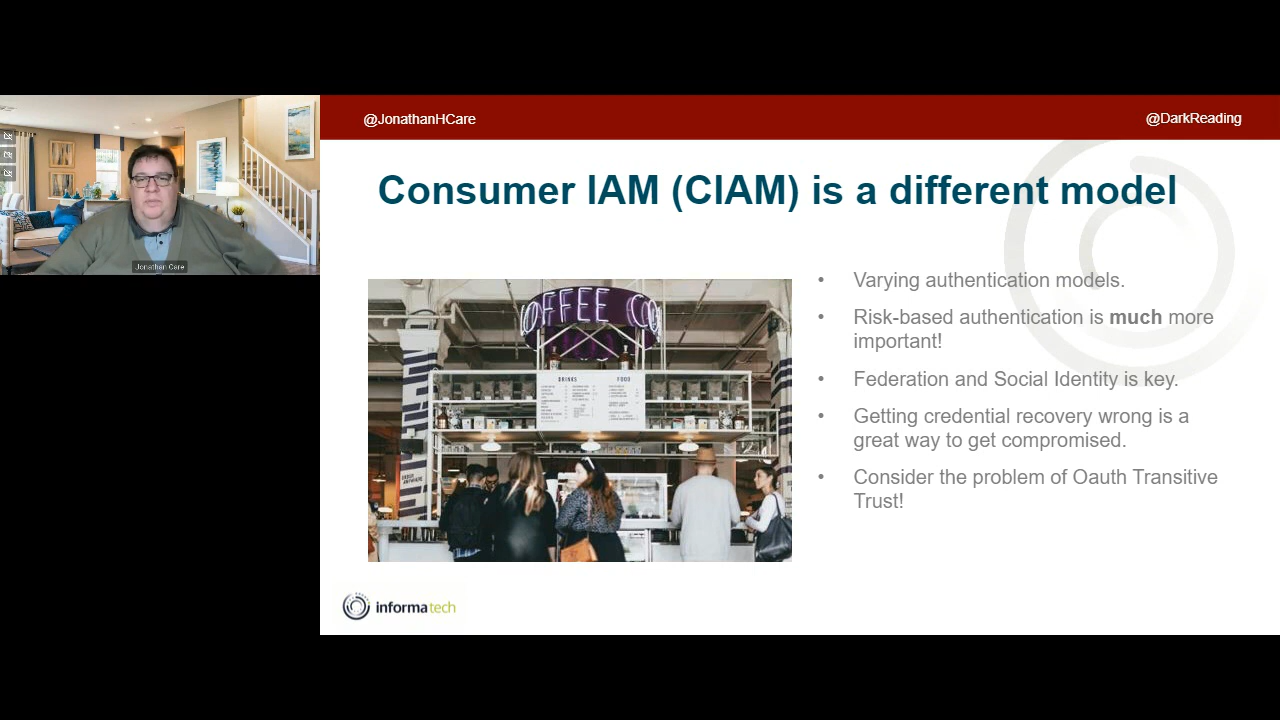 @JonathanHCare
@DarkReading
Consumer IAM (CIAM) is a different model
Jonathan Care
OFFEE CO
DRINKS
FOOD
• Varying authentication models.
• Risk-based authentication is much more
important!
• Federation and Social Identity is key.
• Getting credential recovery wrong is a
great way to get compromised.
• Consider the problem of Oauth Transitive
Trust!
informa tech